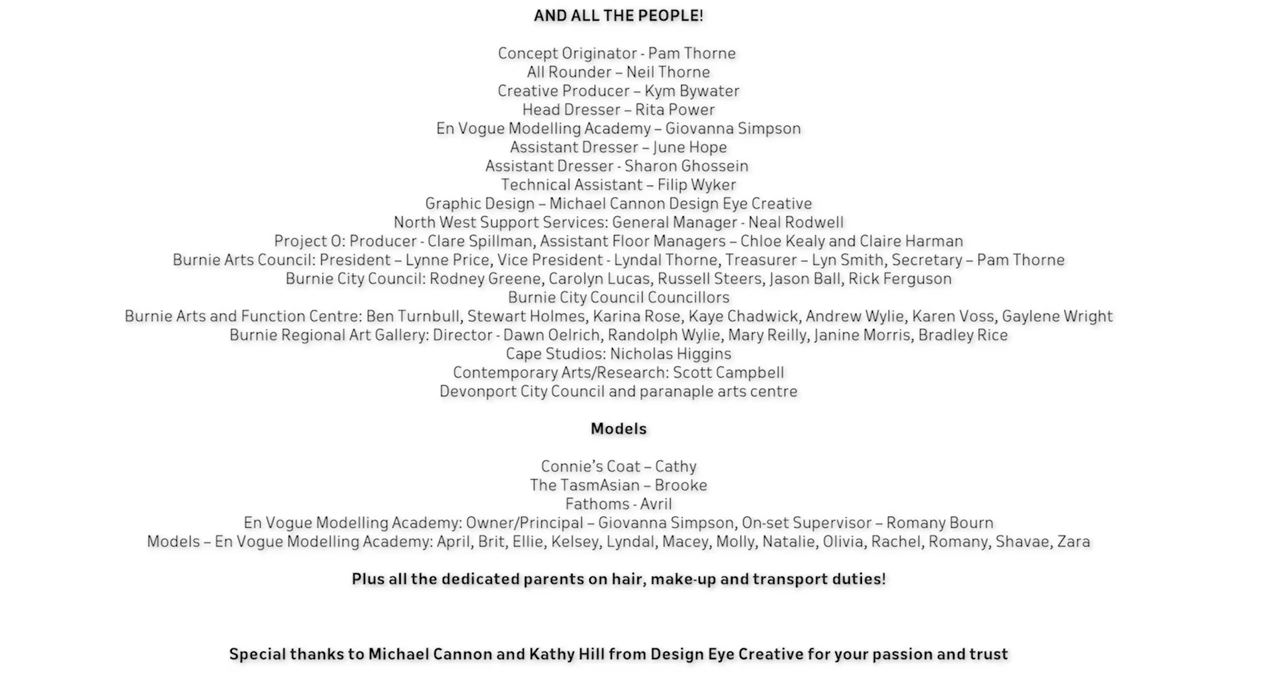 AND ALL THE PEOPLE!
Concept Originator - Pam Thorne
All Rounder – Neil Thorne
Creative Producer – Kym Bywater
Head Dresser – Rita Power
En Vogue Modelling Academy – Giovanna Simpson
Assistant Dresser – June Hope
Assistant Dresser - Sharon Ghossein
Technical Assistant – Filip Wyker
Graphic Design – Michael Cannon Design Eye Creative
North West Support Services: General Manager - Neal Rodwell
Project O: Producer - Clare Spillman, Assistant Floor Managers – Chloe Kealy and Claire Harman
Burnie Arts Council: President – Lynne Price, Vice President - Lyndal Thorne, Treasurer – Lyn Smith, Secretary – Pam Thorne
Burnie City Council: Rodney Greene, Carolyn Lucas, Russell Steers, Jason Ball, Rick Ferguson
Burnie City Council Councillors
Burnie Arts and Function Centre: Ben Turnbull, Stewart Holmes, Karina Rose, Kaye Chadwick, Andrew Wylie, Karen Voss, Gaylene Wright
Burnie Regional Art Gallery: Director - Dawn Oelrich, Randolph Wylie, Mary Reilly, Janine Morris, Bradley Rice
Cape Studios: Nicholas Higgins
Contemporary Arts/Research: Scott Campbell
Devonport City Council and paranaple arts centre
Models
Connie’s Coat – Cathy
The TasmAsian – Brooke
Fathoms - Avril
En Vogue Modelling Academy: Owner/Principal – Giovanna Simpson, On-set Supervisor – Romany Bourn
Models – En Vogue Modelling Academy: April, Brit, Ellie, Kelsey, Lyndal, Macey, Molly, Natalie, Olivia, Rachel, Romany, Shavae, Zara
Plus all the dedicated parents on hair, make-up and transport duties!
Special thanks to Michael Cannon and Kathy Hill from Design Eye Creative for your passion and trust